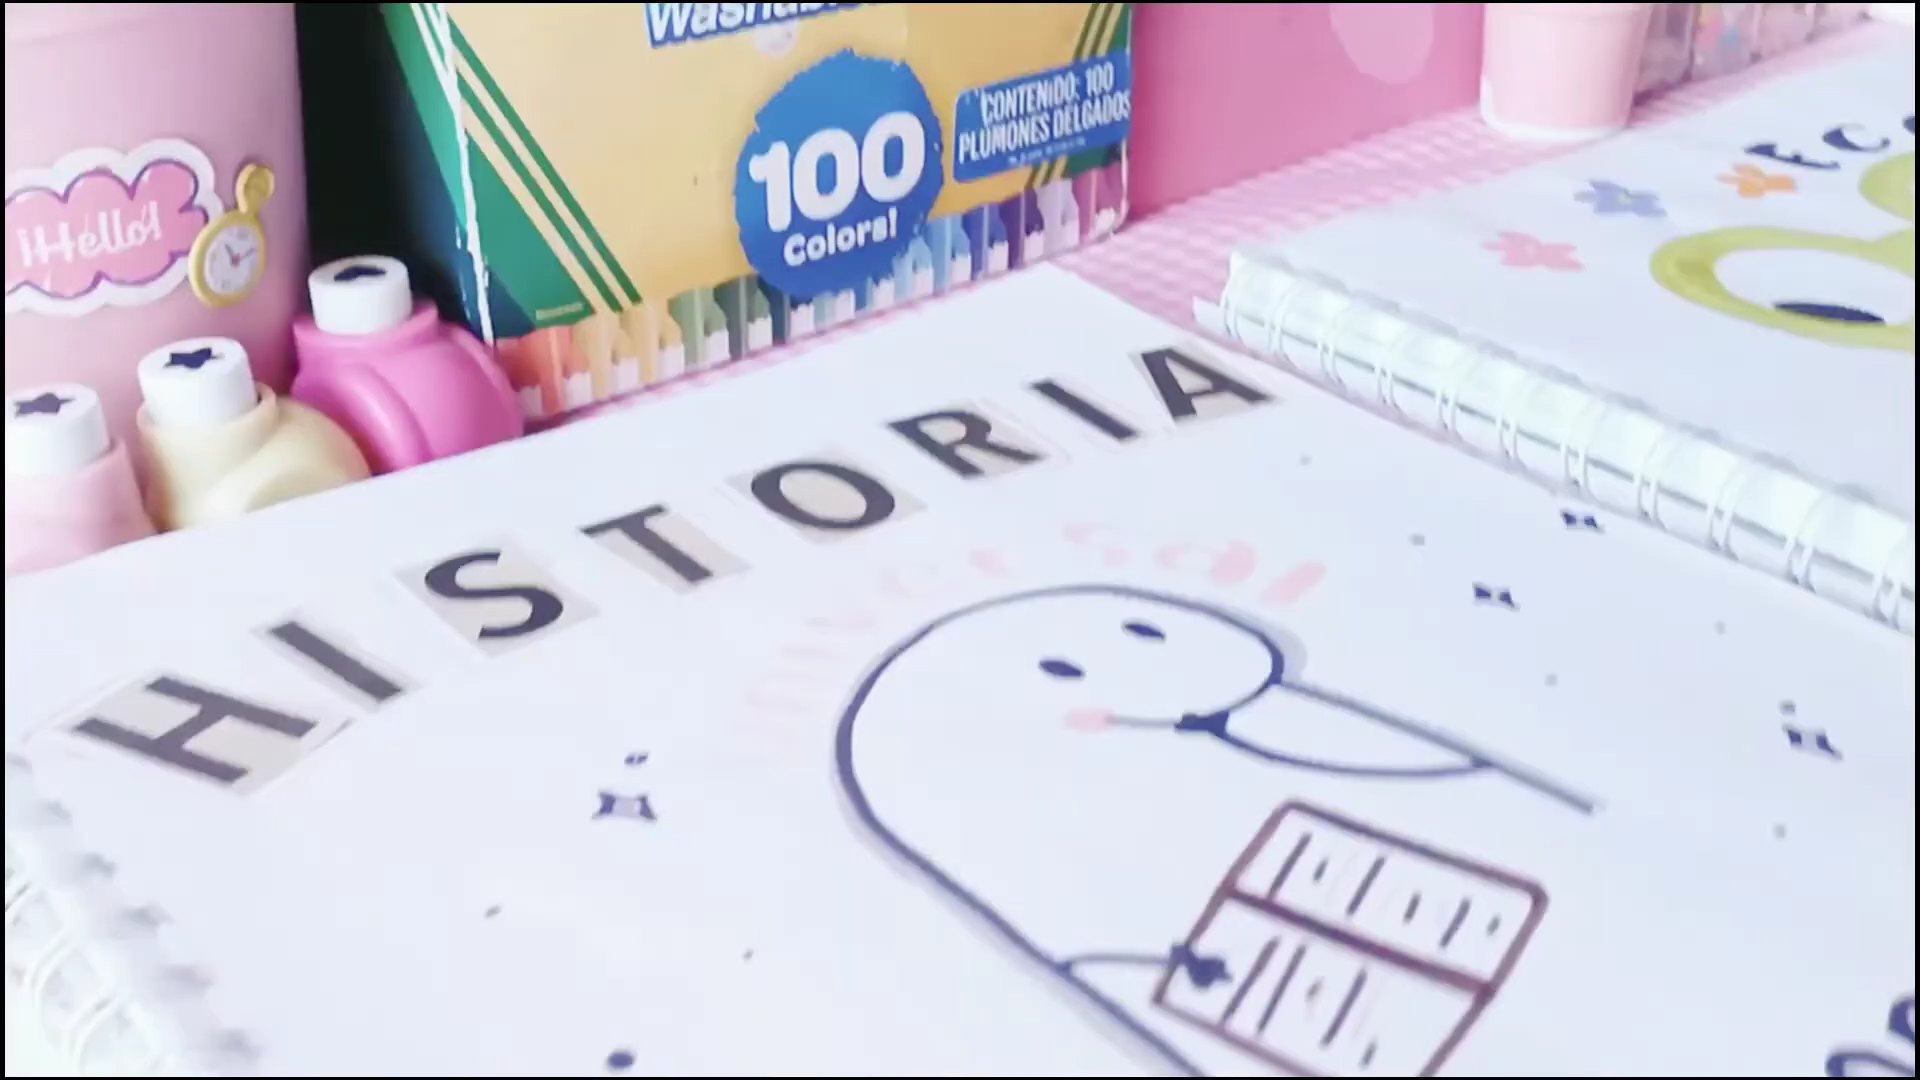 Washable
100
Colors!
CONTENIDO: 100
PLUMONES DELGADOS
¡Hello!
HISTORIA